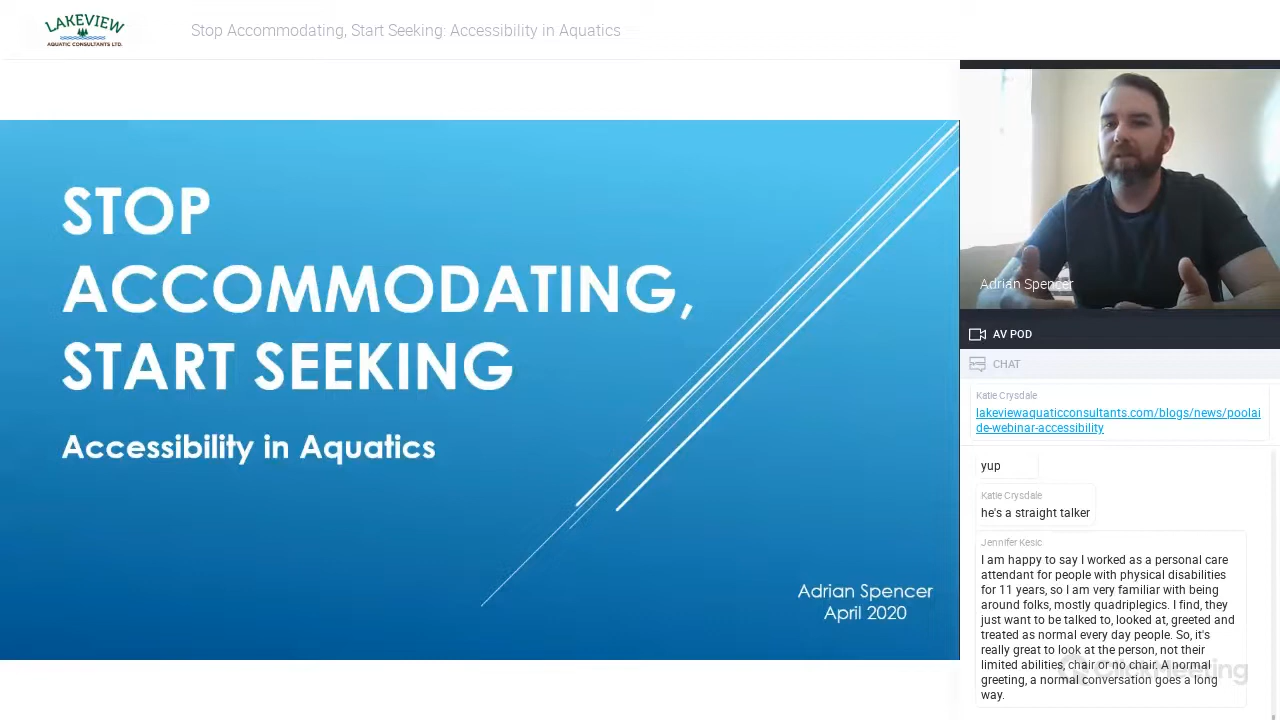 LAKEVIEW
AQUATIC CONSULTANTS LTD.
Stop Accommodating, Start Seeking: Accessibility in Aquatics
STOP
ACCOMMODATING,
START SEEKING
Accessibility in Aquatics
Adrian Spencer
April 2020
Adrian Spencer
AV POD
CHAT
Katie Crysdale
lakeviewaquaticconsultants.com/blogs/news/poolai
de-webinar-accessibility
yup
Katie Crysdale
he's a straight talker
Jennifer Kesic
I am happy to say I worked as a personal care
attendant for people with physical disabilities
for 11 years, so I am very familiar with being
around folks, mostly quadriplegics. I find, they
just want to be talked to, looked at, greeted and
treated as normal every day people. So, it's
really great to look at the person, not their
limited abilities, chair or no chair. A normal
greeting, a normal conversation goes a long
way.
ClickMeeting